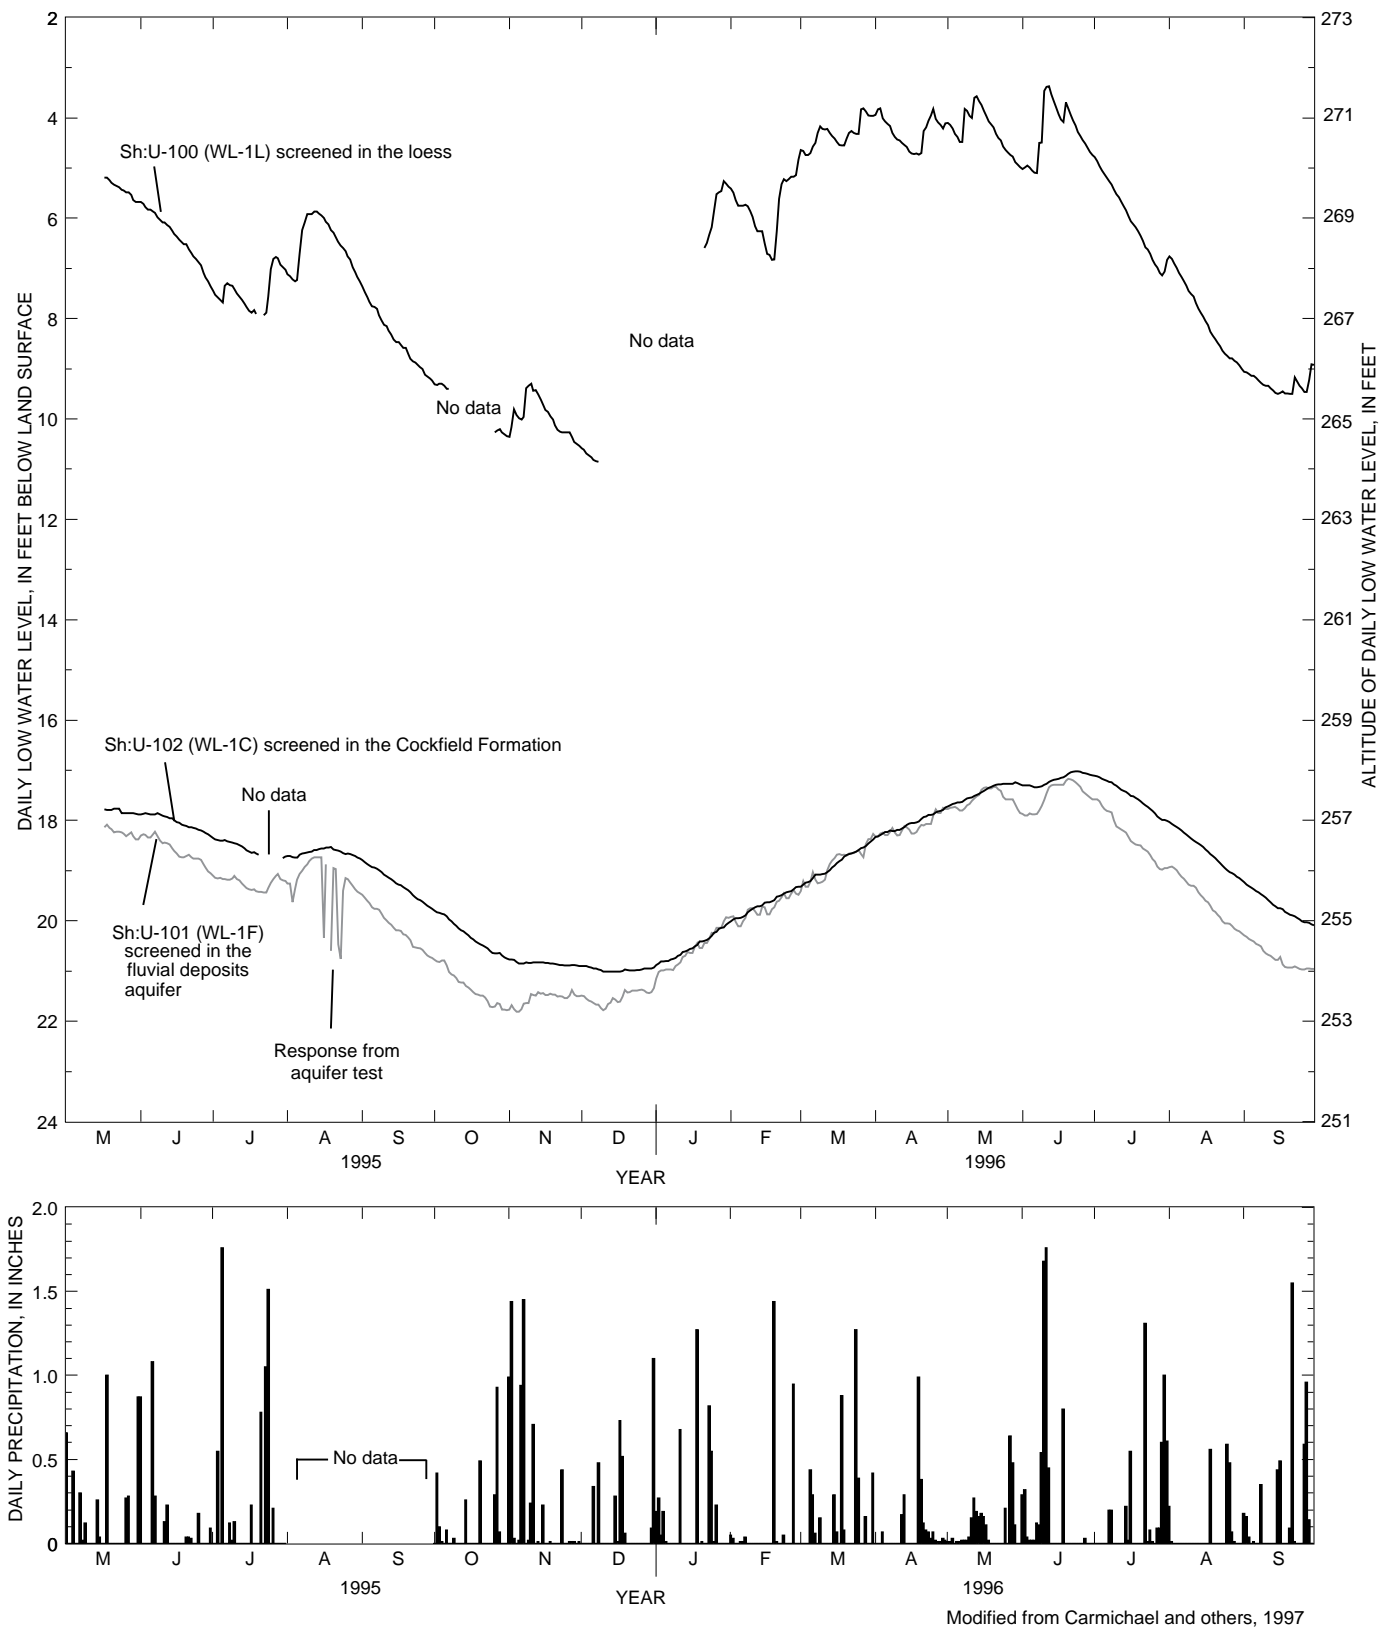 DAILY LOW WATER LEVEL, IN FEET BELOW LAND SURFACE
2
4
6
8
10
12
14
16
18
20
22
24
Sh:U-100 (WL-1L) screened in the loess
No data
No data
Sh:U-102 (WL-1C) screened in the Cockfield Formation
No data
Sh:U-101 (WL-1F)
screened in the
fluvial deposits
aquifer
Response from
aquifer test
273
271
269
267
265
263
261
259
257
255
253
251
ALTITUDE OF DAILY LOW WATER LEVEL, IN FEET
M J J A S O N D J F M A M J J A S
1995 1996
YEAR
DAILY PRECIPITATION, IN INCHES
2.0
1.5
1.0
0.5
0
No data
M J J A S O N D J F M A M J J A S
1995 1996
YEAR
Modified from Carmichael and others, 1997